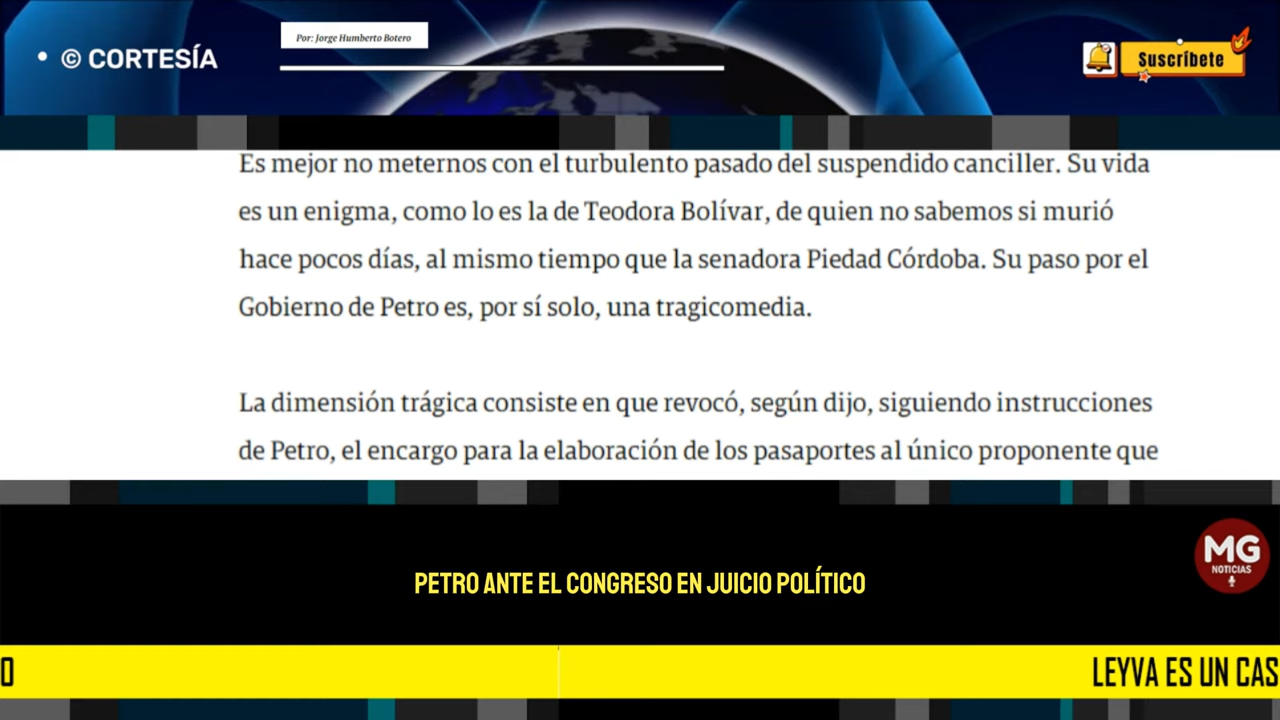 • © CORTESÍA
Por: Jorge Humberto Botero
Suscríbete
Es mejor no meternos con el turbulento pasado del suspendido canciller. Su vida
es un enigma, como lo es la de Teodora Bolívar, de quien no sabemos si murió
hace pocos días, al mismo tiempo que la senadora Piedad Córdoba. Su paso por el
Gobierno de Petro es, por sí solo, una tragicomedia.
La dimensión trágica consiste en que revocó, según dijo, siguiendo instrucciones
de Petro, el encargo para la elaboración de los pasaportes al único proponente que
MG
NOTICIAS
PETRO ANTE EL CONGRESO EN JUICIO POLÍTICO
O LEYVA ES UN CAS